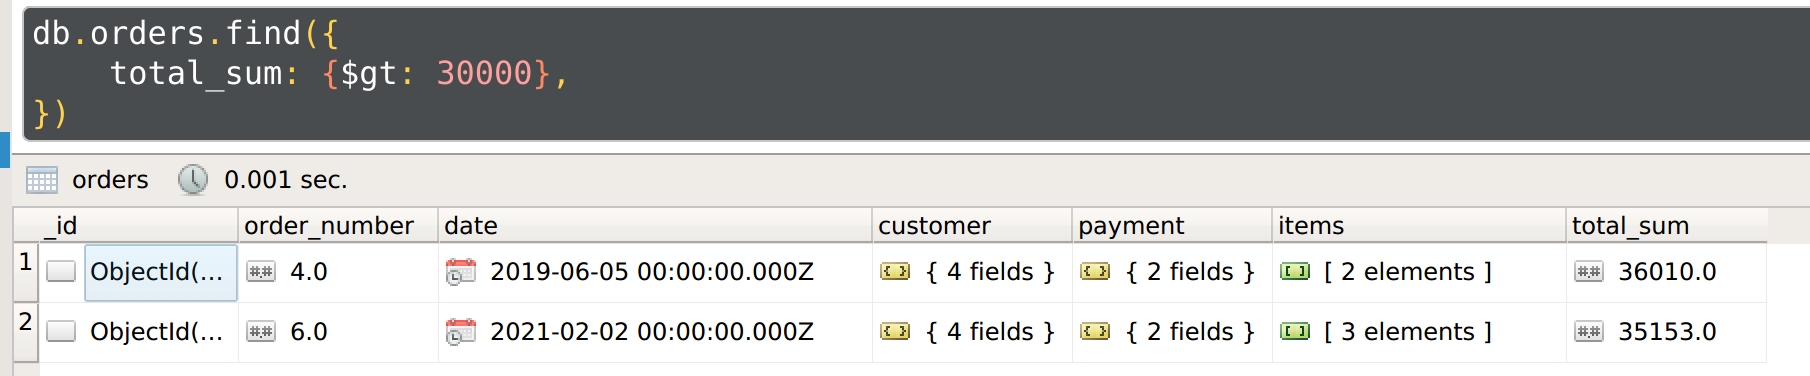 db.orders.find({
    total_sum: {$gt: 30000},
})
orders 0.001 sec.
_id order_number date customer payment items total_sum
1 ObjectId(... 4.0 2019-06-05 00:00:00.000Z { 4 fields } { 2 fields } [ 2 elements ] 36010.0
2 ObjectId(... 6.0 2021-02-02 00:00:00.000Z { 4 fields } { 2 fields } [ 3 elements ] 35153.0